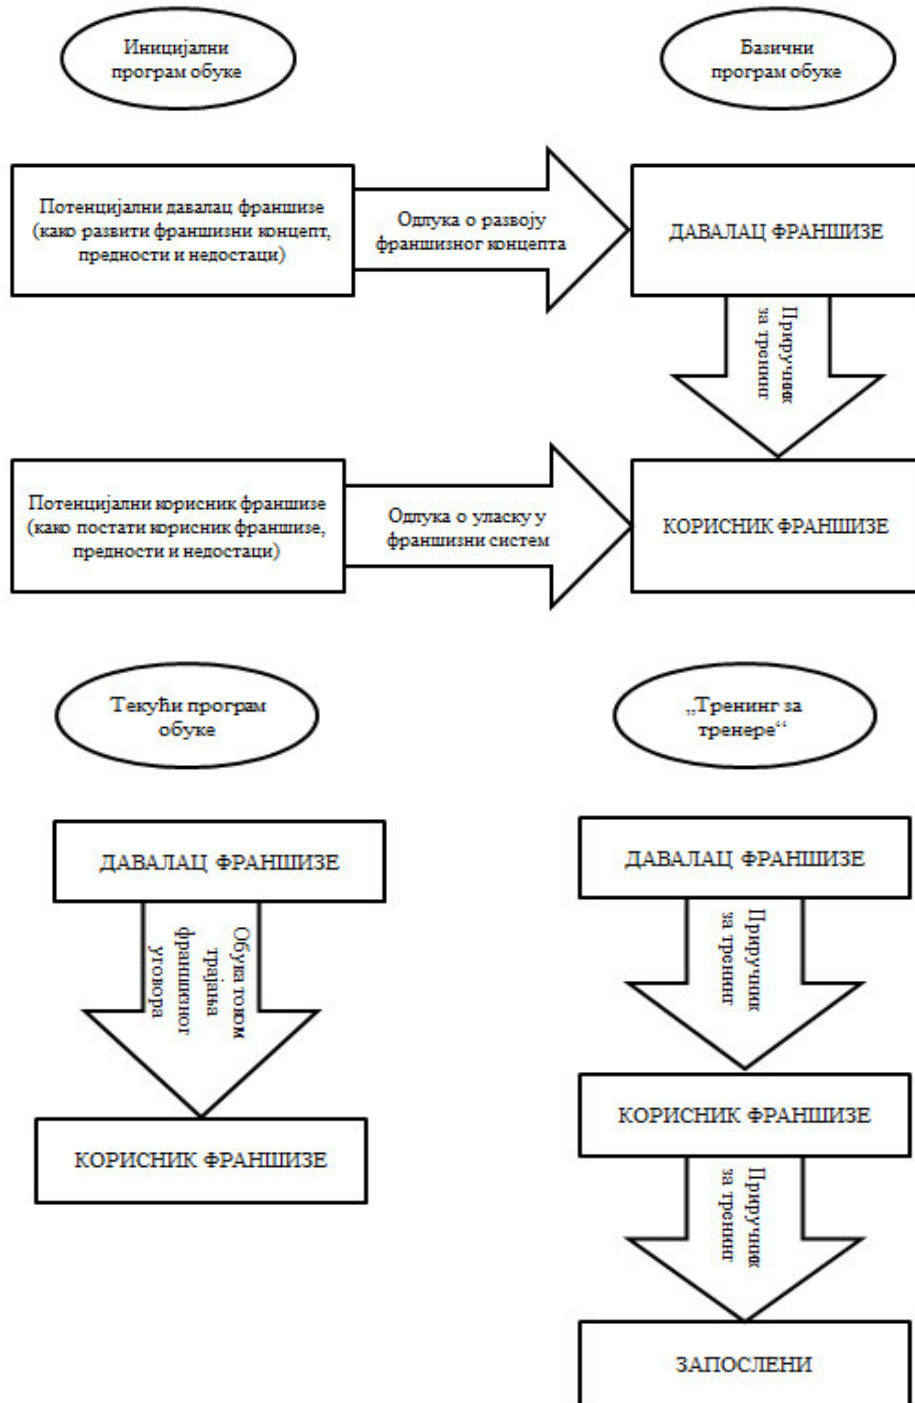 Иницијални
програм обуке
Базични
програм обуке
Потенцијални давалац франшизе
(како развити франшизни концепт,
предности и недостаци)
Одлука о развоју
франшизног концепта
ДАВАЛАЦ ФРАНШИЗЕ
Приручник
за тренинг
Потенцијални корисник франшизе
(како постати корисник франшизе,
предности и недостаци)
Одлука о уласку у
франшизни систем
КОРИСНИК ФРАНШИЗЕ
Текући програм
обуке
„Тренинг за
тренере“
ДАВАЛАЦ ФРАНШИЗЕ
Обука током
трајања
франшизног
уговора
КОРИСНИК ФРАНШИЗЕ
ДАВАЛАЦ ФРАНШИЗЕ
Приручник
за тренинг
КОРИСНИК ФРАНШИЗЕ
Приручник
за тренинг
ЗАПОСЛЕНИ